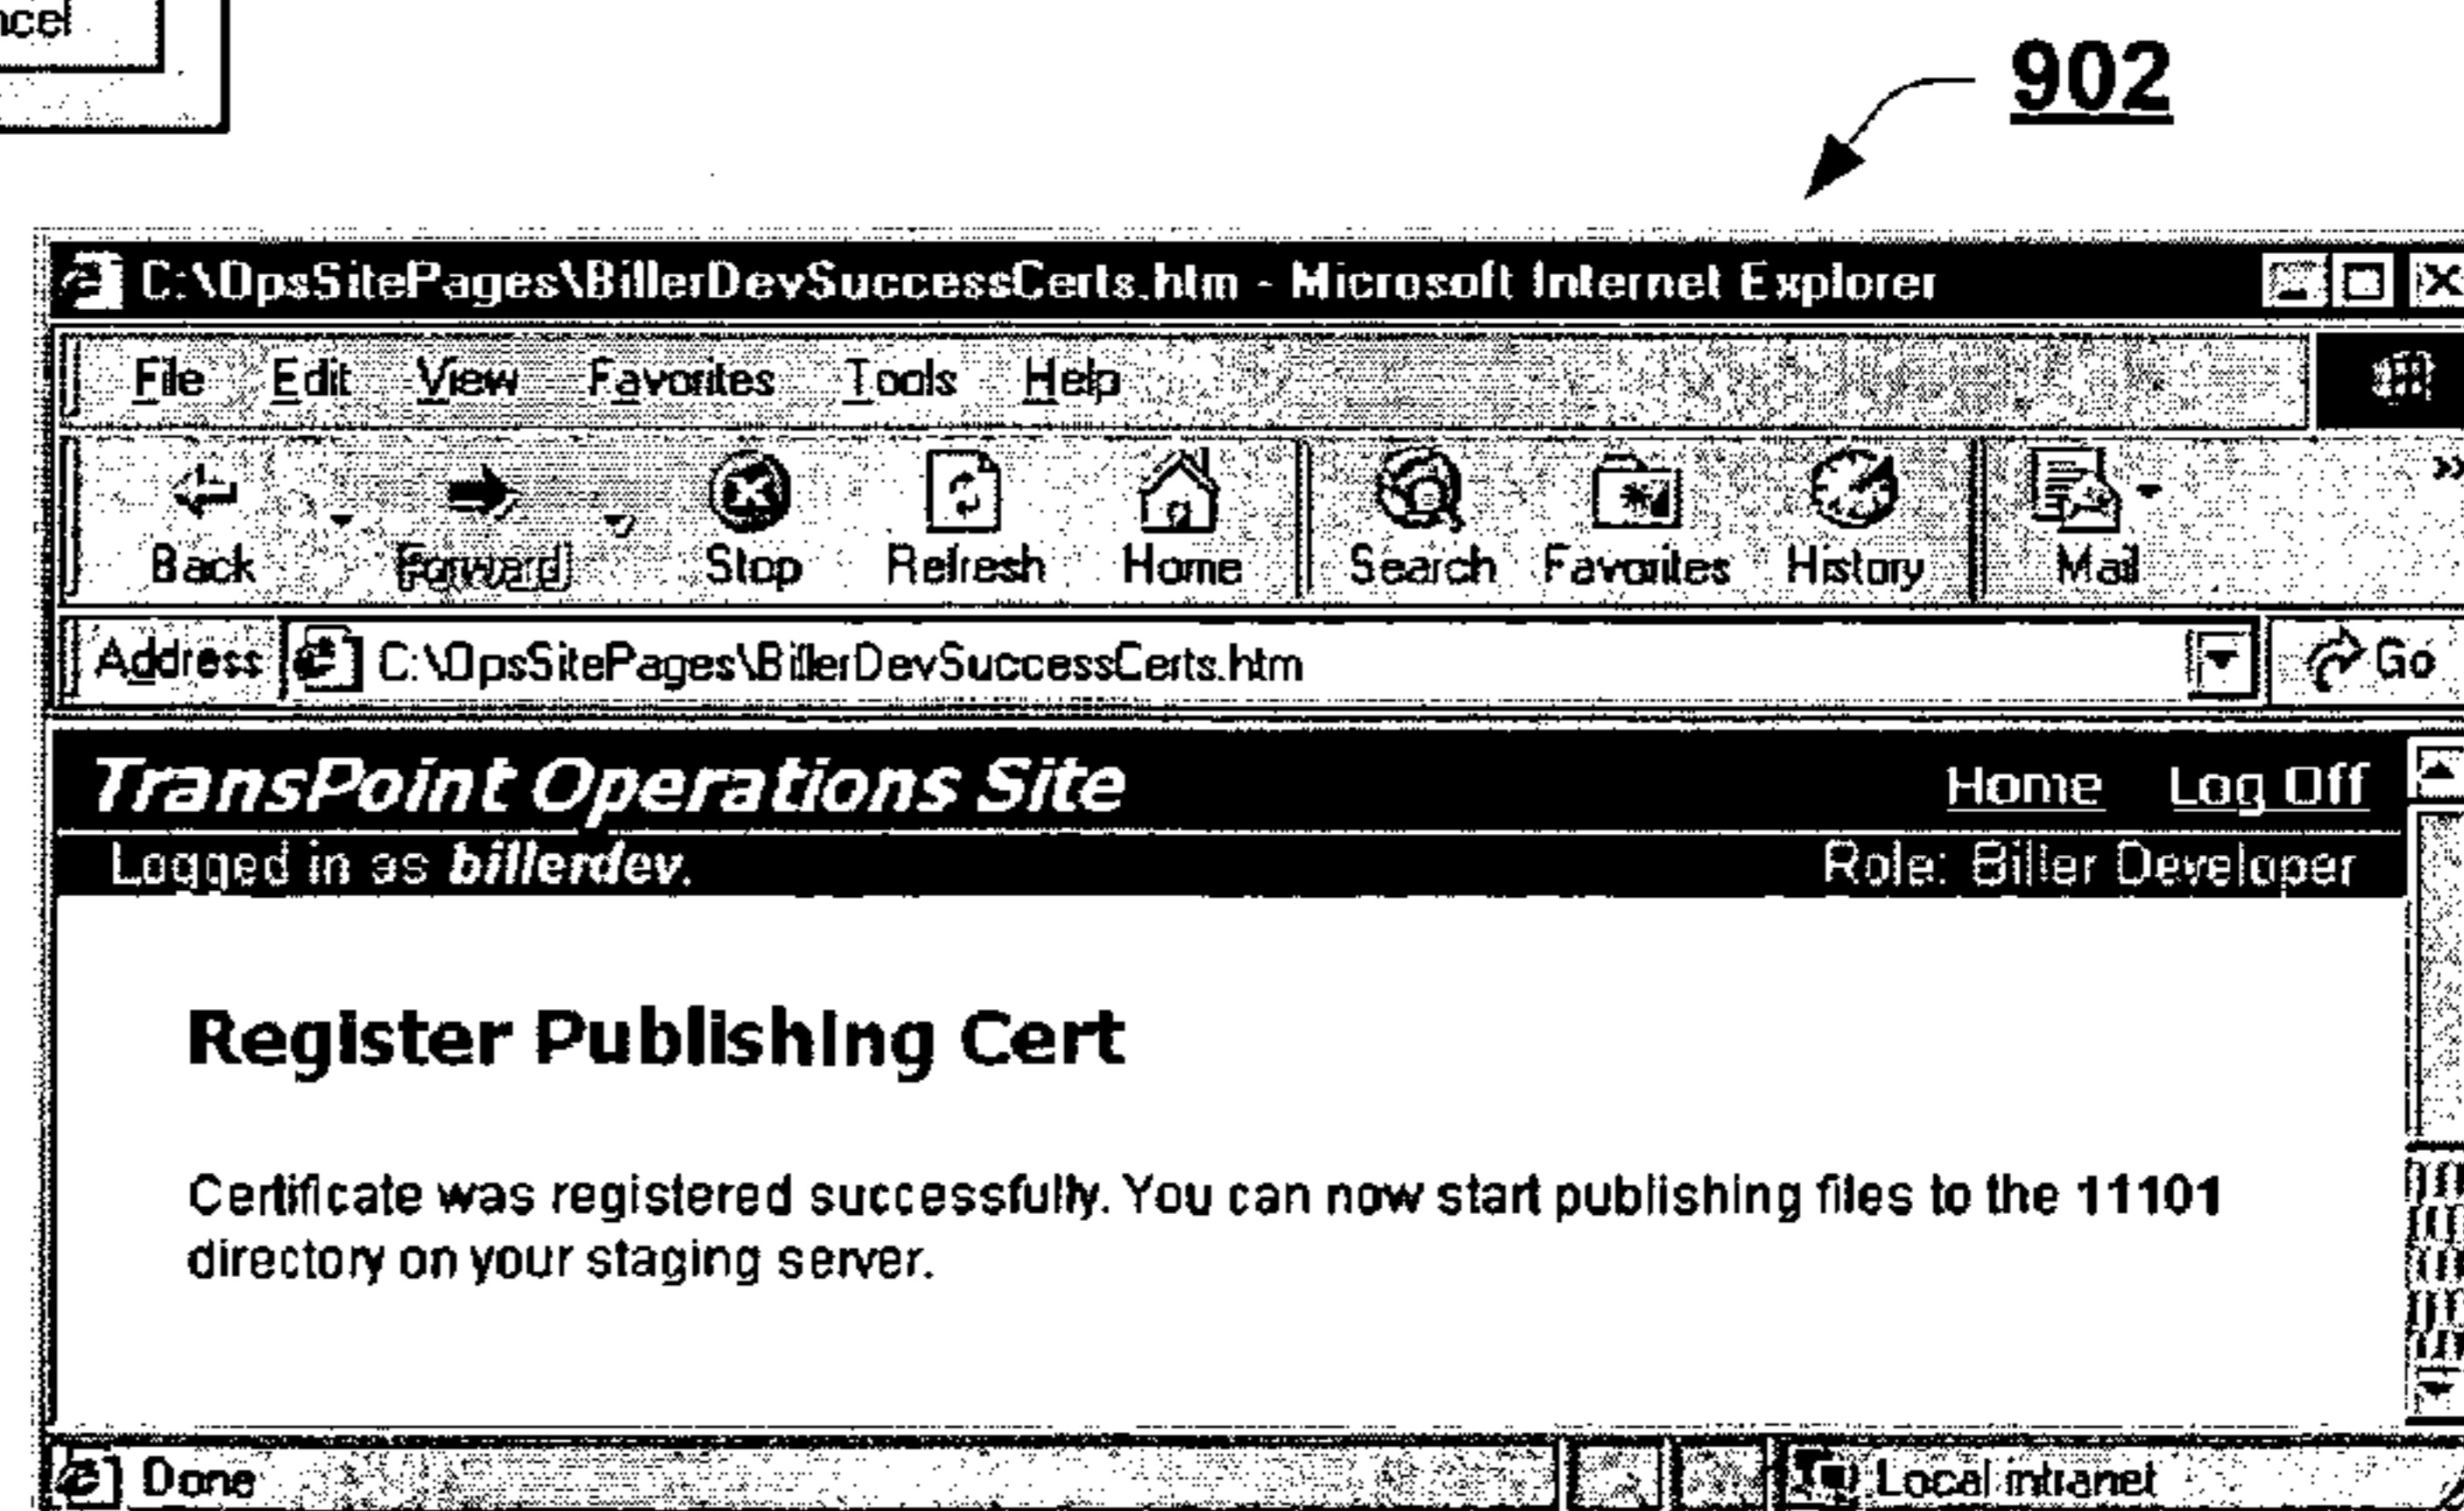 ncel
902
C:\OpsSitePages\BillerDevSuccessCerts.htm - Microsoft Internet Explorer
File Edit View Favorites Tools Help
Back Forward Stop Refresh Home Search Favorites History Mail »
Address C:\OpsSitePages\BillerDevSuccessCerts.htm Go
TransPoint Operations Site Home Log Off
Logged in as billerdev. Role: Biller Developer
Register Publishing Cert
Certificate was registered successfully. You can now start publishing files to the 11101
directory on your staging server.
Done Local intranet